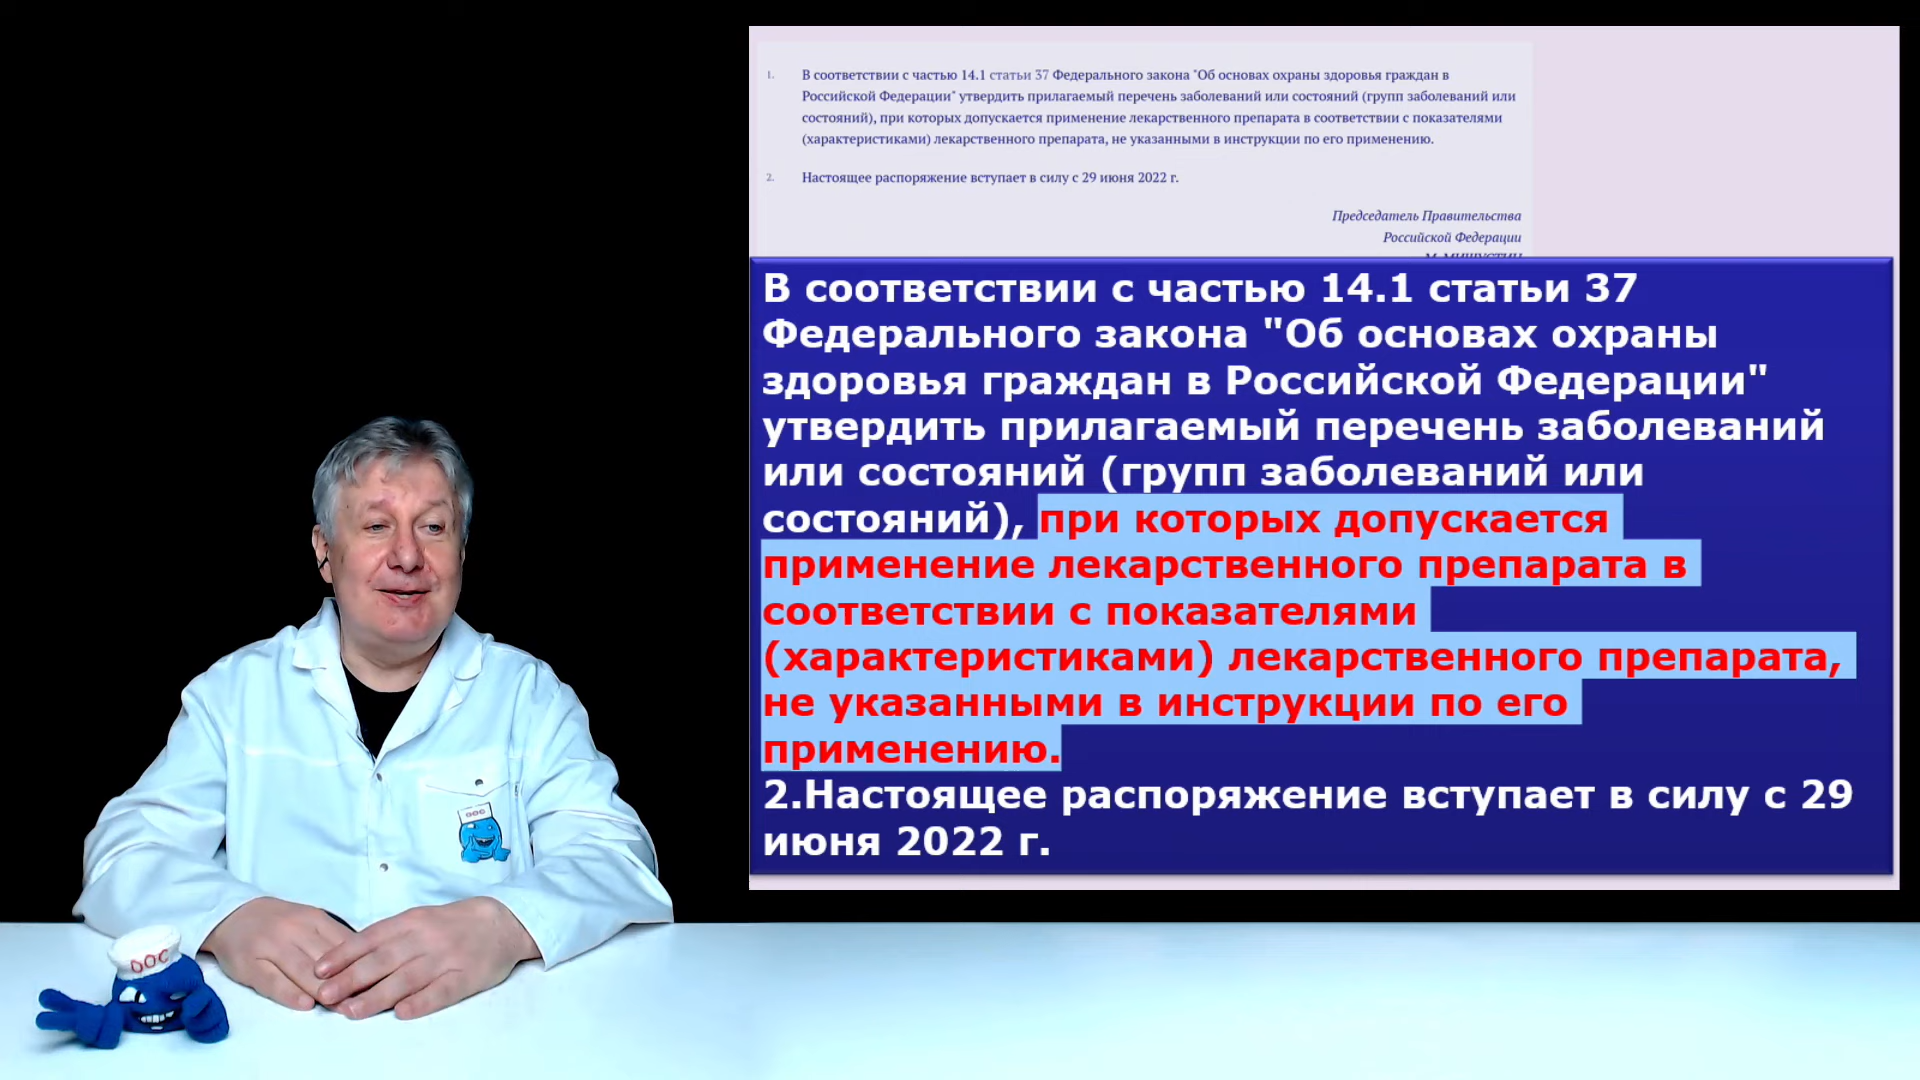 1. В соответствии с частью 14.1 статьи 37 Федерального закона "Об основах охраны здоровья граждан в
Российской Федерации" утвердить прилагаемый перечень заболеваний или состояний (групп заболеваний или
состояний), при которых допускается применение лекарственного препарата в соответствии с показателями
(характеристиками) лекарственного препарата, не указанными в инструкции по его применению.
2. Настоящее распоряжение вступает в силу с 29 июня 2022 г.
Председатель Правительства
Российской Федерации
М. МИШУСТИН
В соответствии с частью 14.1 статьи 37
Федерального закона "Об основах охраны
здоровья граждан в Российской Федерации"
утвердить прилагаемый перечень заболеваний
или состояний (групп заболеваний или
состояний), при которых допускается
применение лекарственного препарата в
соответствии с показателями
(характеристиками) лекарственного препарата,
не указанными в инструкции по его
применению.
2.Настоящее распоряжение вступает в силу с 29
июня 2022 г.
DOC
DOC